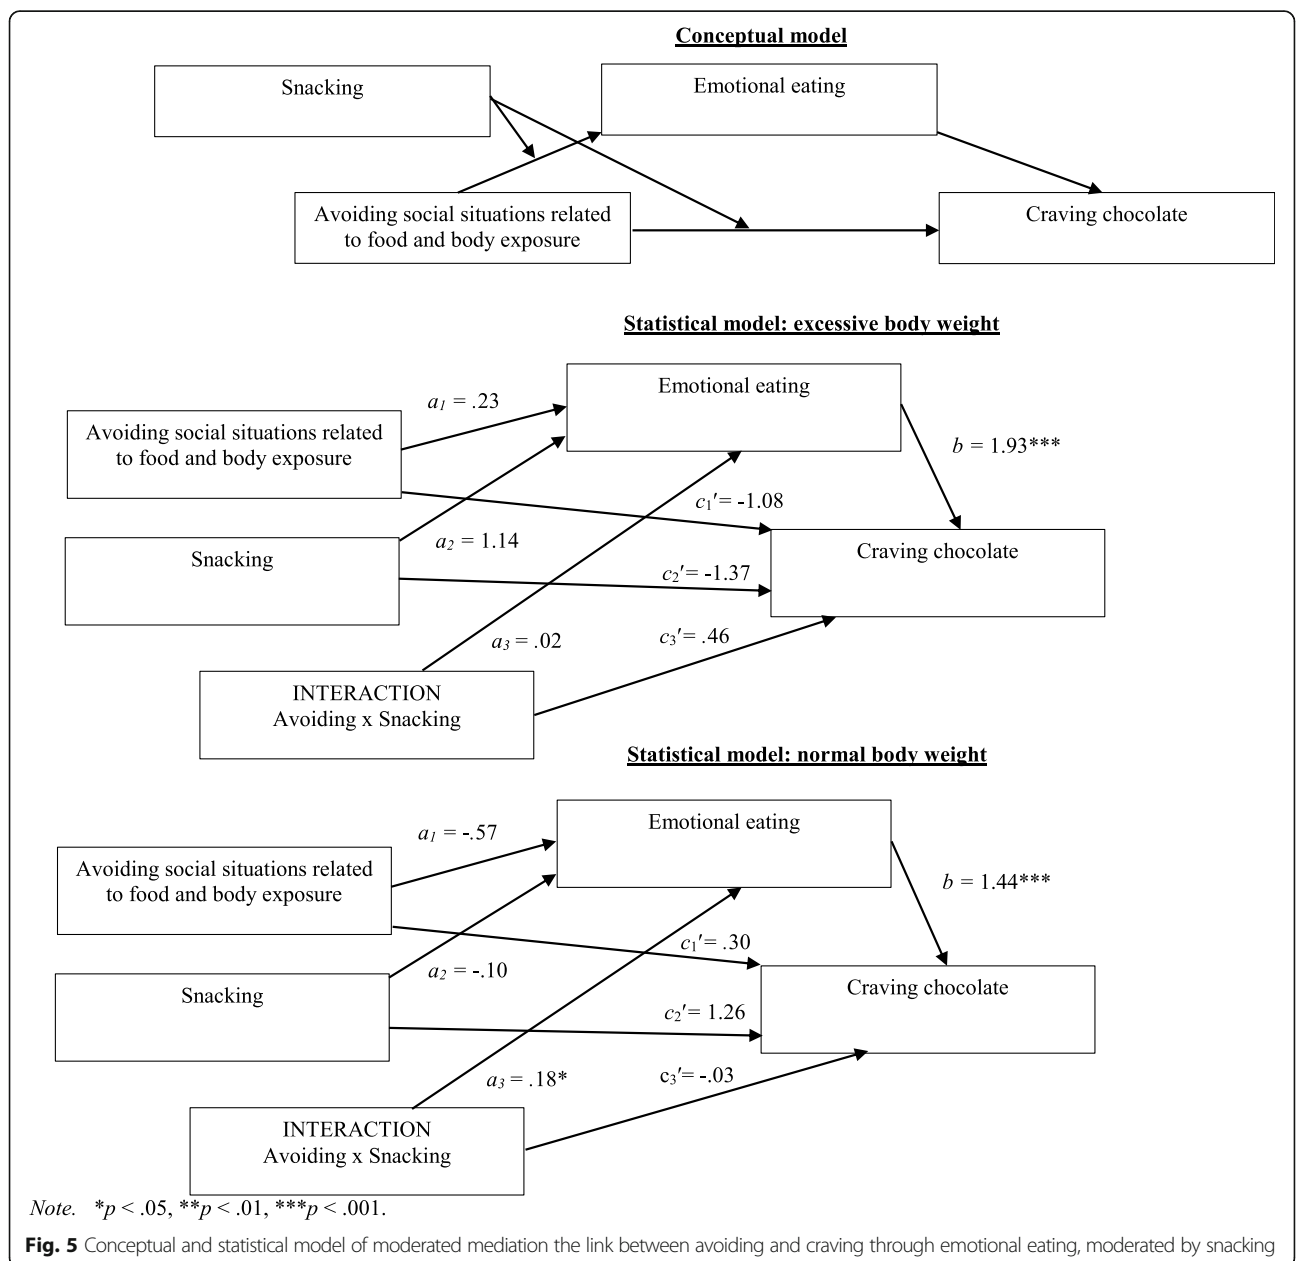 Conceptual model
Snacking
Emotional eating
Avoiding social situations related
to food and body exposure
Craving chocolate
Statistical model: excessive body weight
Emotional eating
a1 = .23
Avoiding social situations related
to food and body exposure
b = 1.93***
c1′= -1.08
a2 = 1.14
Snacking
Craving chocolate
c2′= -1.37
a3 = .02
c3′= .46
INTERACTION
Avoiding x Snacking
Statistical model: normal body weight
Emotional eating
a1 = -.57
Avoiding social situations related
to food and body exposure
b = 1.44***
c1′= .30
a2 = -.10
Snacking
Craving chocolate
c2′= 1.26
a3 = .18*
c3′= -.03
INTERACTION
Avoiding x Snacking
Note. *p < .05, **p < .01, ***p < .001.
Fig. 5 Conceptual and statistical model of moderated mediation the link between avoiding and craving through emotional eating, moderated by snacking